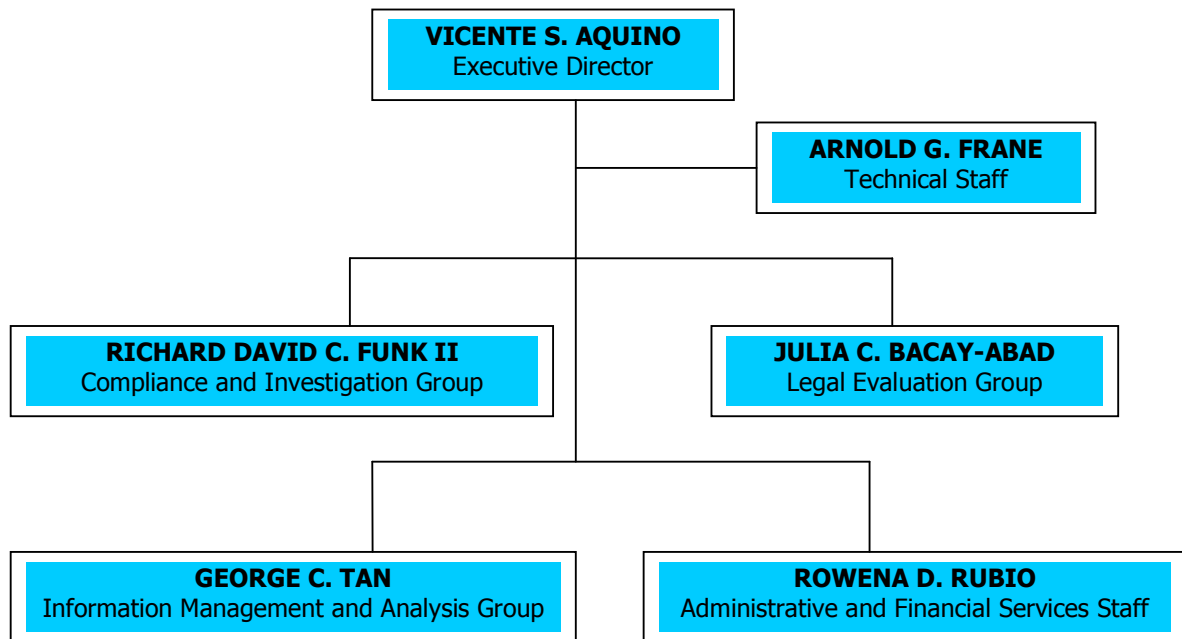 VICENTE S. AQUINO
Executive Director
ARNOLD G. FRANE
Technical Staff
RICHARD DAVID C. FUNK II
Compliance and Investigation Group
JULIA C. BACAY-ABAD
Legal Evaluation Group
GEORGE C. TAN
Information Management and Analysis Group
ROWENA D. RUBIO
Administrative and Financial Services Staff